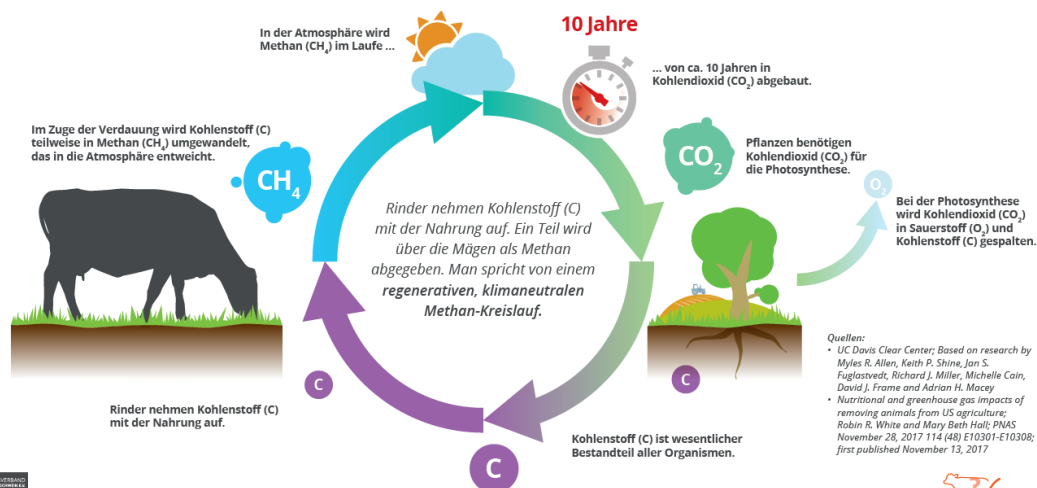 In der Atmosphäre wird
Methan (CH₄) im Laufe ...
10 Jahre
... von ca. 10 Jahren in
Kohlendioxid (CO₂) abgebaut.
Im Zuge der Verdauung wird Kohlenstoff (C)
teilweise in Methan (CH₄) umgewandelt,
das in die Atmosphäre entweicht.
CH₄
CO₂
Pflanzen benötigen
Kohlendioxid (CO₂) für
die Photosynthese.
O₂
Bei der Photosynthese
wird Kohlendioxid (CO₂)
in Sauerstoff (O₂) und
Kohlenstoff (C) gespalten.
Rinder nehmen Kohlenstoff (C)
mit der Nahrung auf. Ein Teil wird
über die Mägen als Methan
abgegeben. Man spricht von einem
regenerativen, klimaneutralen
Methan-Kreislauf.
C
C
Rinder nehmen Kohlenstoff (C)
mit der Nahrung auf.
C
Kohlenstoff (C) ist wesentlicher
Bestandteil aller Organismen.
Quellen:
• UC Davis Clear Center; Based on research by
Myles R. Allen, Keith P. Shine, Jan S.
Fuglastvedt, Richard J. Millar, Michelle Cain,
David J. Frame and Adrian H. Macey
• Nutritional and greenhouse gas impacts of
removing animals from US agriculture;
Robin R. White and Mary Beth Hall; PNAS
November 28, 2017 114 (48) E10301-E10308;
first published November 13, 2017
VERBAND